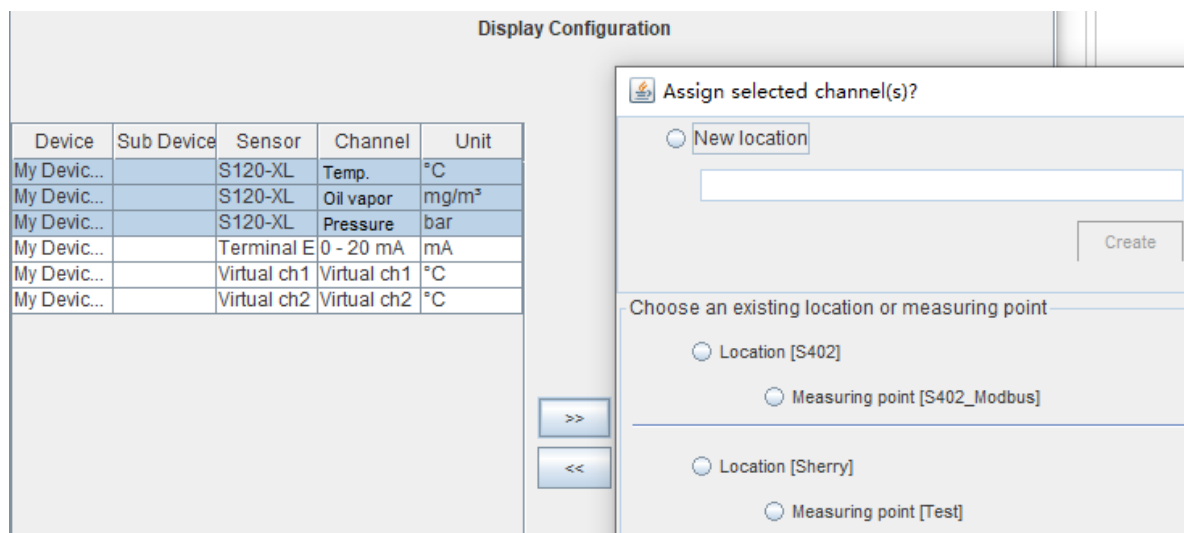 Display Configuration
Assign selected channel(s)?
New location
Create
Device Sub Device Sensor Channel Unit
My Devic... S120-XL Temp. °C
My Devic... S120-XL Oil vapor mg/m³
My Devic... S120-XL Pressure bar
My Devic... Terminal E 0 - 20 mA mA
My Devic... Virtual ch1 Virtual ch1 °C
My Devic... Virtual ch2 Virtual ch2 °C
>>
<<
Choose an existing location or measuring point
Location [S402]
Measuring point [S402_Modbus]
Location [Sherry]
Measuring point [Test]